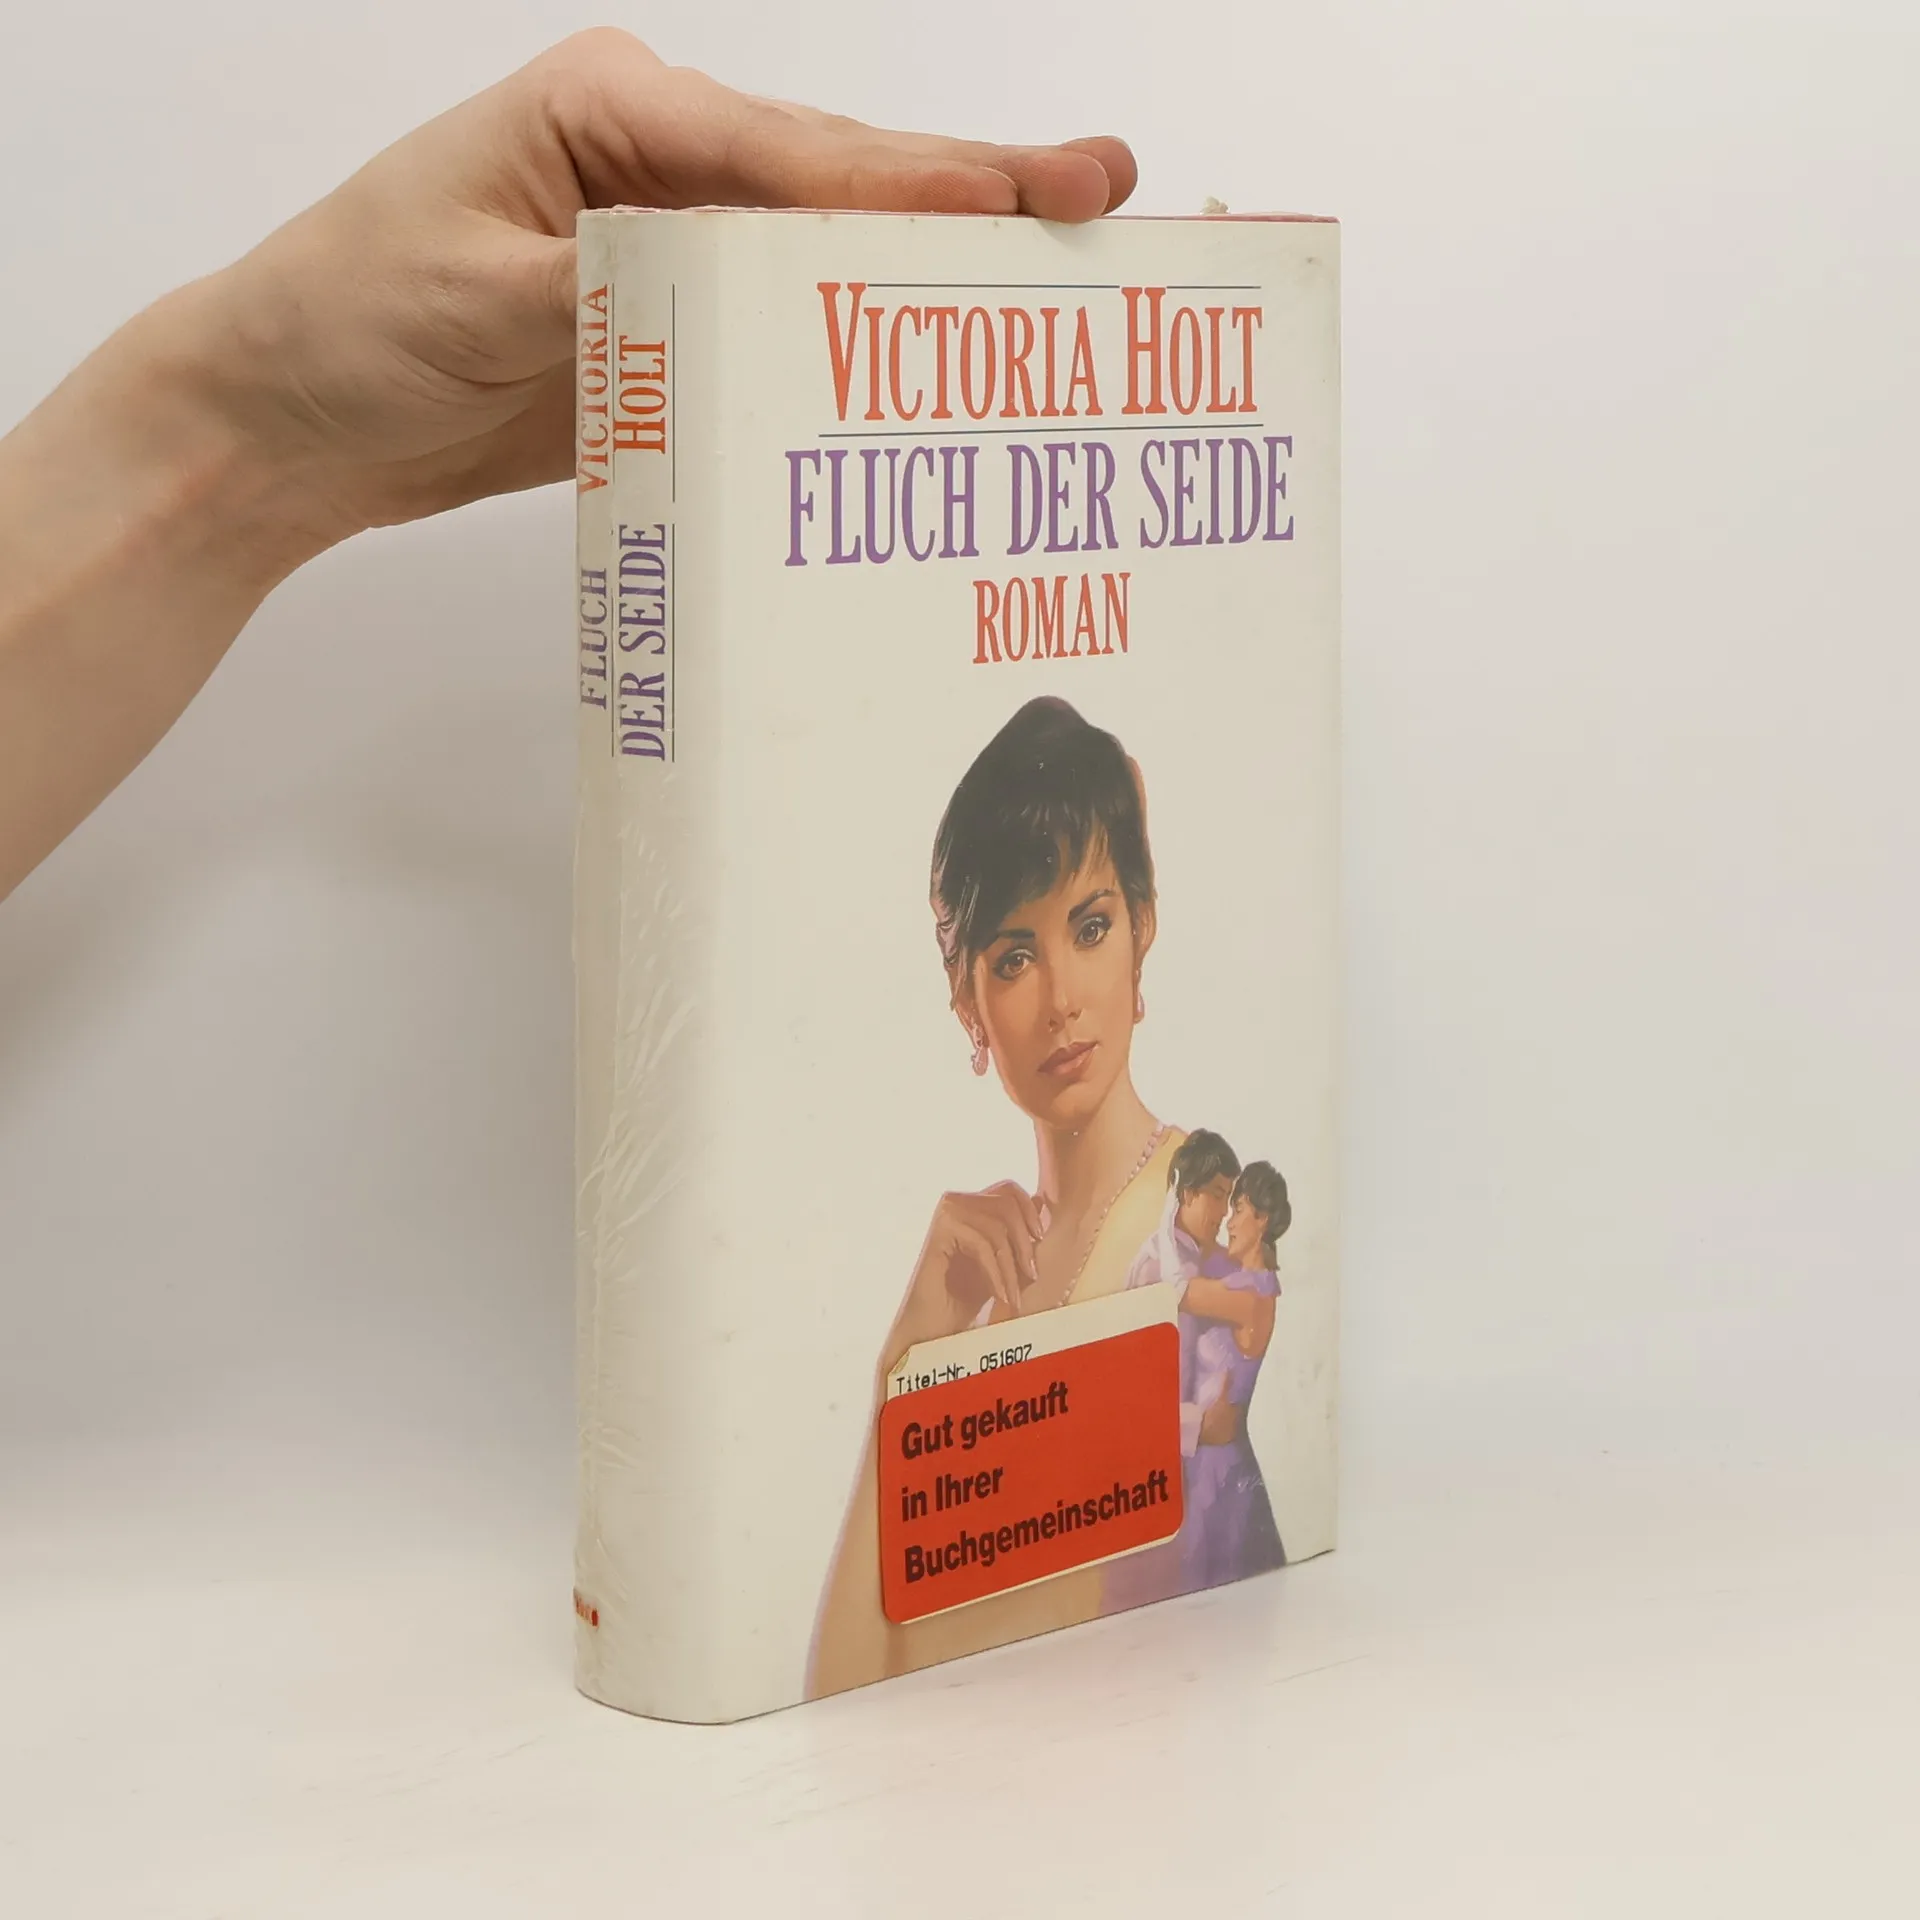 VICTORIA
HOLT
FLUCH
DER SEIDE
VICTORIA HOLT
FLUCH DER SEIDE
ROMAN
Titel-Nr. 051607
Gut gekauft
in Ihrer
Buchgemeinschaft